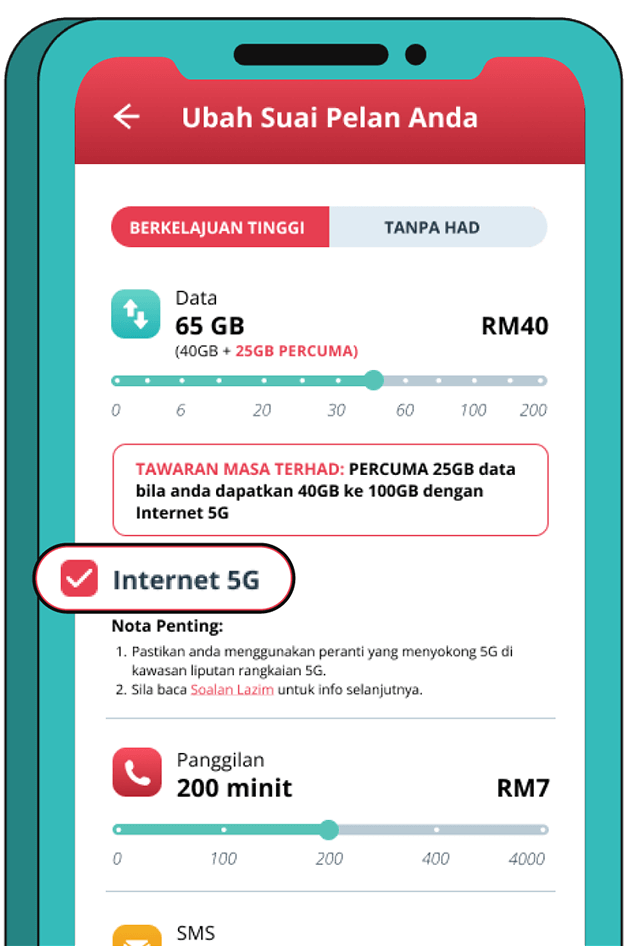 Ubah Suai Pelan Anda
BERKELAJUAN TINGGI
TANPA HAD
Data
65 GB
RM40
(40GB + 25GB PERCUMA)
0 6 20 30 60 100 200
TAWARAN MASA TERHAD: PERCUMA 25GB data
bila anda dapatkan 40GB ke 100GB dengan
Internet 5G
Internet 5G
Nota Penting:
1. Pastikan anda menggunakan peranti yang menyokong 5G di
kawasan liputan rangkaian 5G.
2. Sila baca Soalan Lazim untuk info selanjutnya.
Panggilan
200 minit
RM7
0 100 200 400 4000
SMS